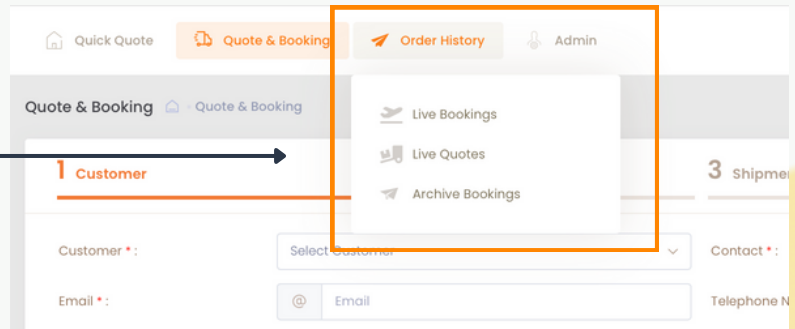 Quick Quote Quote & Booking Order History Admin
Quote & Booking Quote & Booking
Live Bookings
Live Quotes
Archive Bookings
1 Customer 3 Shipme
Customer * : Select Customer Contact * :
Email * : @ Email Telephone N